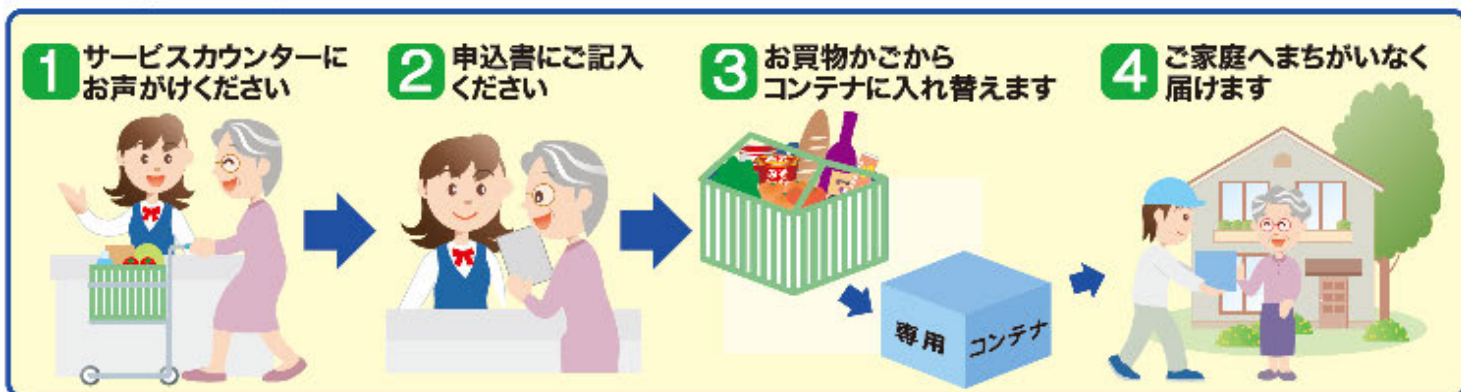 1 サービスカウンターに
お声がけください
2 申込書にご記入
ください
3 お買物かごから
コンテナに入れ替えます
4 ご家庭へまちがいなく
届けます
専用 コンテナ